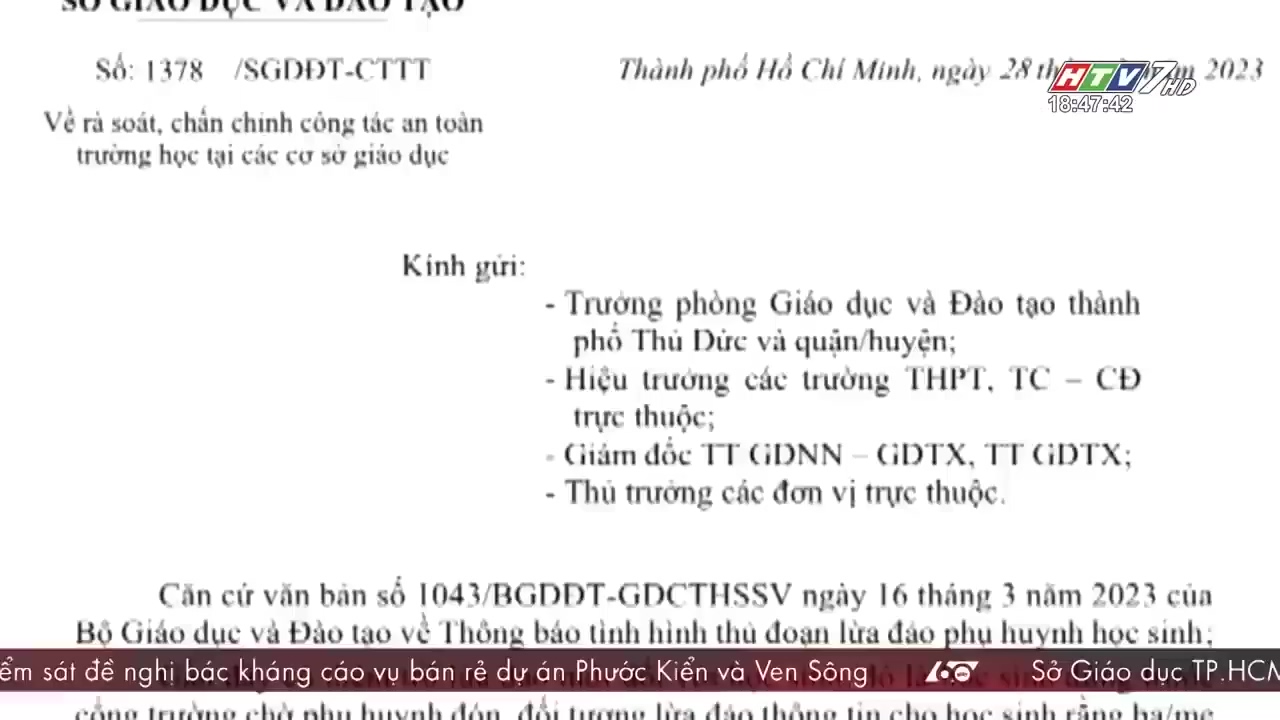 SỞ GIÁO DỤC VÀ ĐÀO TẠO
Số: 1378 /SGDĐT-CTTT
Thành phố Hồ Chí Minh, ngày 28 2023
HTV7 HD
18:47:42
Về rà soát, chấn chỉnh công tác an toàn
trường học tại các cơ sở giáo dục
Kính gửi:
- Trưởng phòng Giáo dục và Đào tạo thành
phố Thủ Đức và quận/huyện;
- Hiệu trưởng các trường THPT, TC – CĐ
trực thuộc;
- Giám đốc TT GDNN – GDTX, TT GDTX;
- Thủ trưởng các đơn vị trực thuộc.
Căn cứ văn bản số 1043/BGDĐT-GDCTHSSV ngày 16 tháng 3 năm 2023 của
Bộ Giáo dục và Đào tạo về Thông báo tình hình thủ đoạn lừa đảo phụ huynh học sinh;
ểm sát đề nghị bác kháng cáo vụ bán rẻ dự án Phước Kiển và Ven Sông 60 Sở Giáo dục TP.HCM
cổng trường chờ phụ huynh đón, đối tượng lừa đảo thông tin cho học sinh rằng ba/mẹ